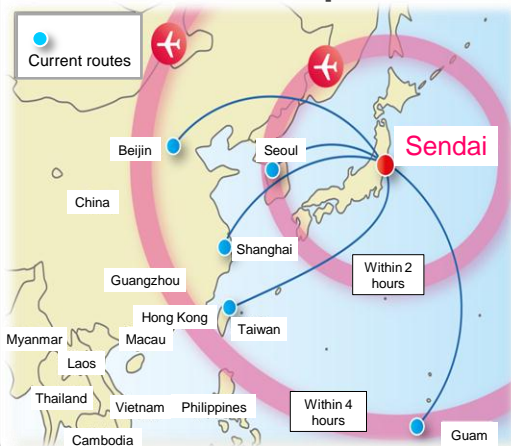 Current routes
Beijin
Seoul
Sendai
China
Shanghai
Within 2
hours
Guangzhou
Hong Kong
Taiwan
Myanmar
Macau
Laos
Thailand
Vietnam
Philippines
Within 4
hours
Guam
Cambodia